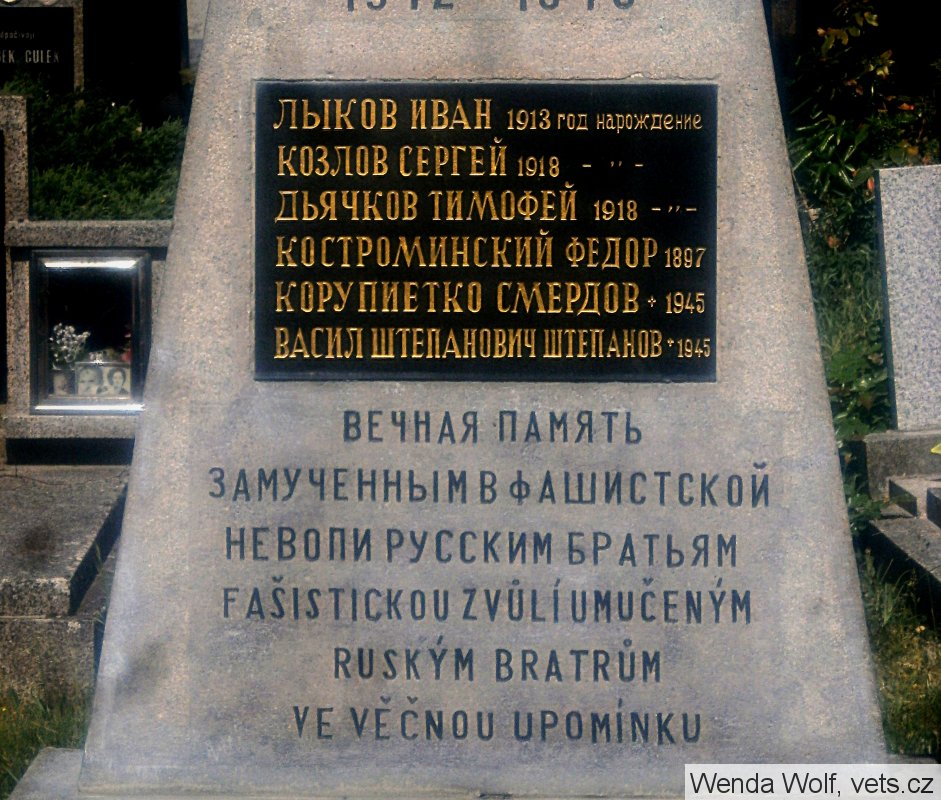 ЛЫКОВ ИВАН 1913 год нарождение
КОЗЛОВ СЕРГЕЙ 1918 - " -
ДЬЯЧКОВ ТИМОФЕЙ 1918 - " -
КОСТРОМИНСКИЙ ФЕДОР 1897
КОРУПИЕТКО СМЕРДОВ + 1945
ВАСИЛ ШТЕПАНОВИЧ ШТЕПАНОВ + 1945
ВЕЧНАЯ ПАМЯТЬ
ЗАМУЧЕННЫМ В ФАШИСТСКОЙ
НЕВОПИ РУССКИМ БРАТЬЯМ
FAŠISTICKOU ZVŮLÍ UMUČENÝM
RUSKÝM BRATRŮM
VE VĚČNOU UPOMÍNKU
Wenda Wolf, vets.cz